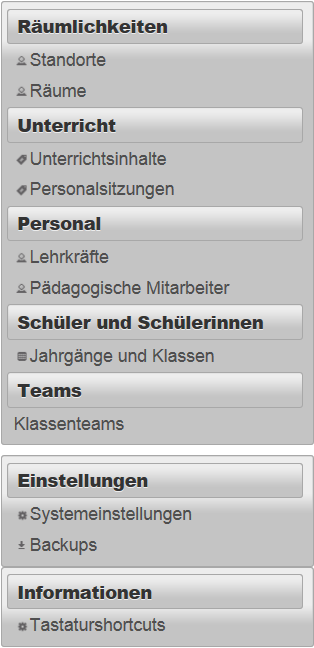 Räumlichkeiten
Standorte
Räume
Unterricht
Unterrichtsinhalte
Personalsitzungen
Personal
Lehrkräfte
Pädagogische Mitarbeiter
Schüler und Schülerinnen
Jahrgänge und Klassen
Teams
Klassenteams
Einstellungen
Systemeinstellungen
Backups
Informationen
Tastaturshortcuts